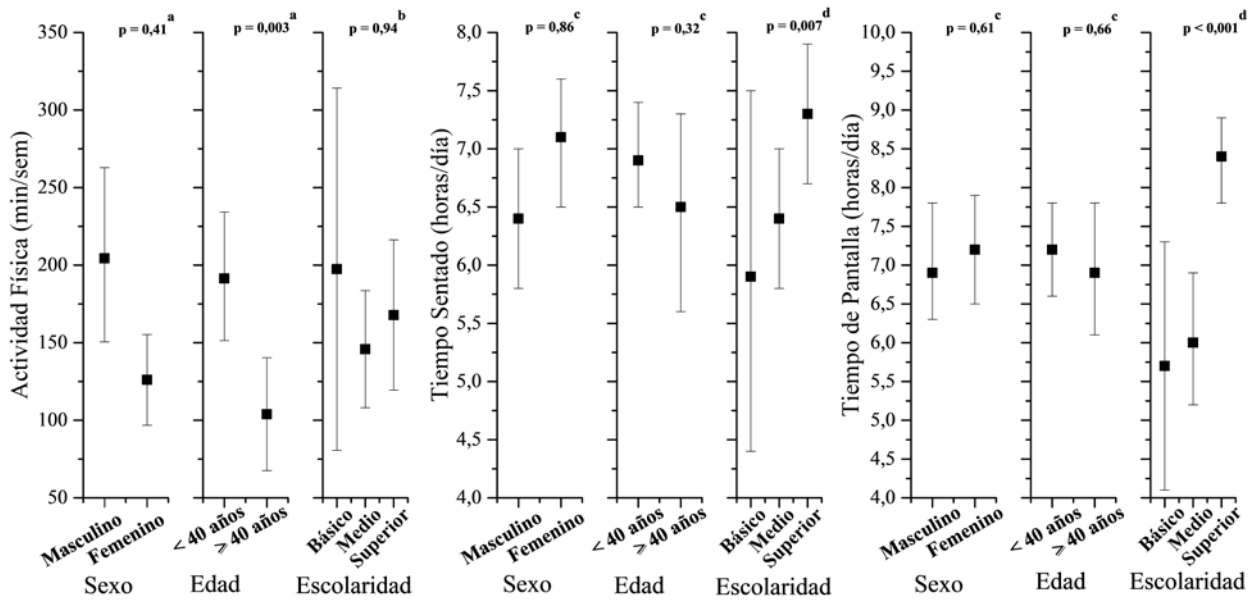 p = 0,41 a
p = 0,003 a
p = 0,94 b
350
300
250
200
150
100
50
Actividad Física (min/sem)
Masculino
Femenino
Sexo
< 40 años
⩾ 40 años
Edad
Básico
Medio
Superior
Escolaridad
p = 0,86 c
p = 0,32 c
p = 0,007 d
8,0
7,5
7,0
6,5
6,0
5,5
5,0
4,5
4,0
Tiempo Sentado (horas/día)
Masculino
Femenino
Sexo
< 40 años
⩾ 40 años
Edad
Básico
Medio
Superior
Escolaridad
p = 0,61 c
p = 0,66 c
p < 0,001 d
10,0
9,5
9,0
8,5
8,0
7,5
7,0
6,5
6,0
5,5
5,0
4,5
4,0
Tiempo de Pantalla (horas/día)
Masculino
Femenino
Sexo
< 40 años
⩾ 40 años
Edad
Básico
Medio
Superior
Escolaridad